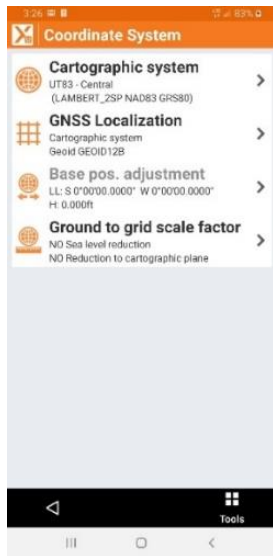 3:26
83%
Coordinate System
Cartographic system
UT83 - Central
(LAMBERT_2SP NAD83 GRS80)
GNSS Localization
Cartographic system
Geoid GEOID12B
Base pos. adjustment
LL: S 0°00'00.0000" W 0°00'00.0000"
H: 0.000ft
Ground to grid scale factor
NO Sea level reduction
NO Reduction to cartographic plane
Tools